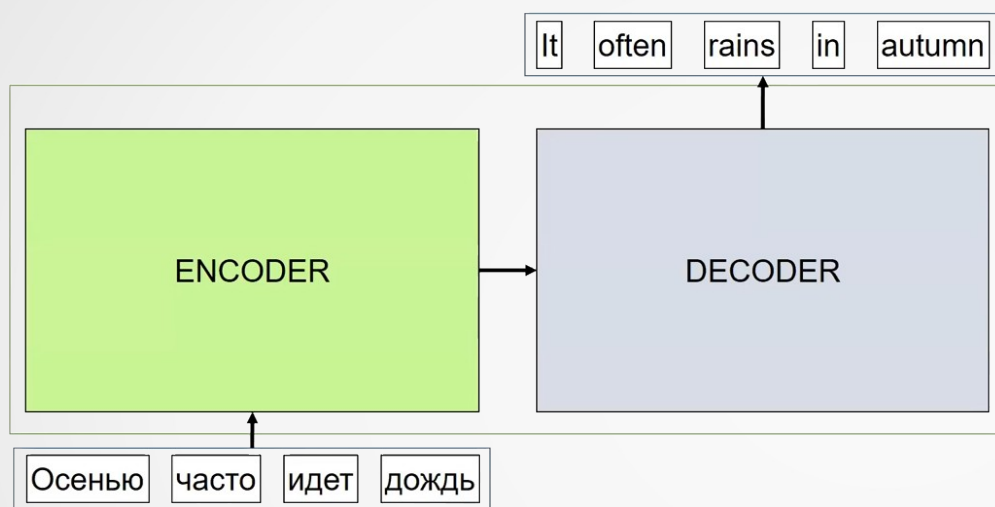 It often rains in autumn
ENCODER
DECODER
Осенью часто идет дождь